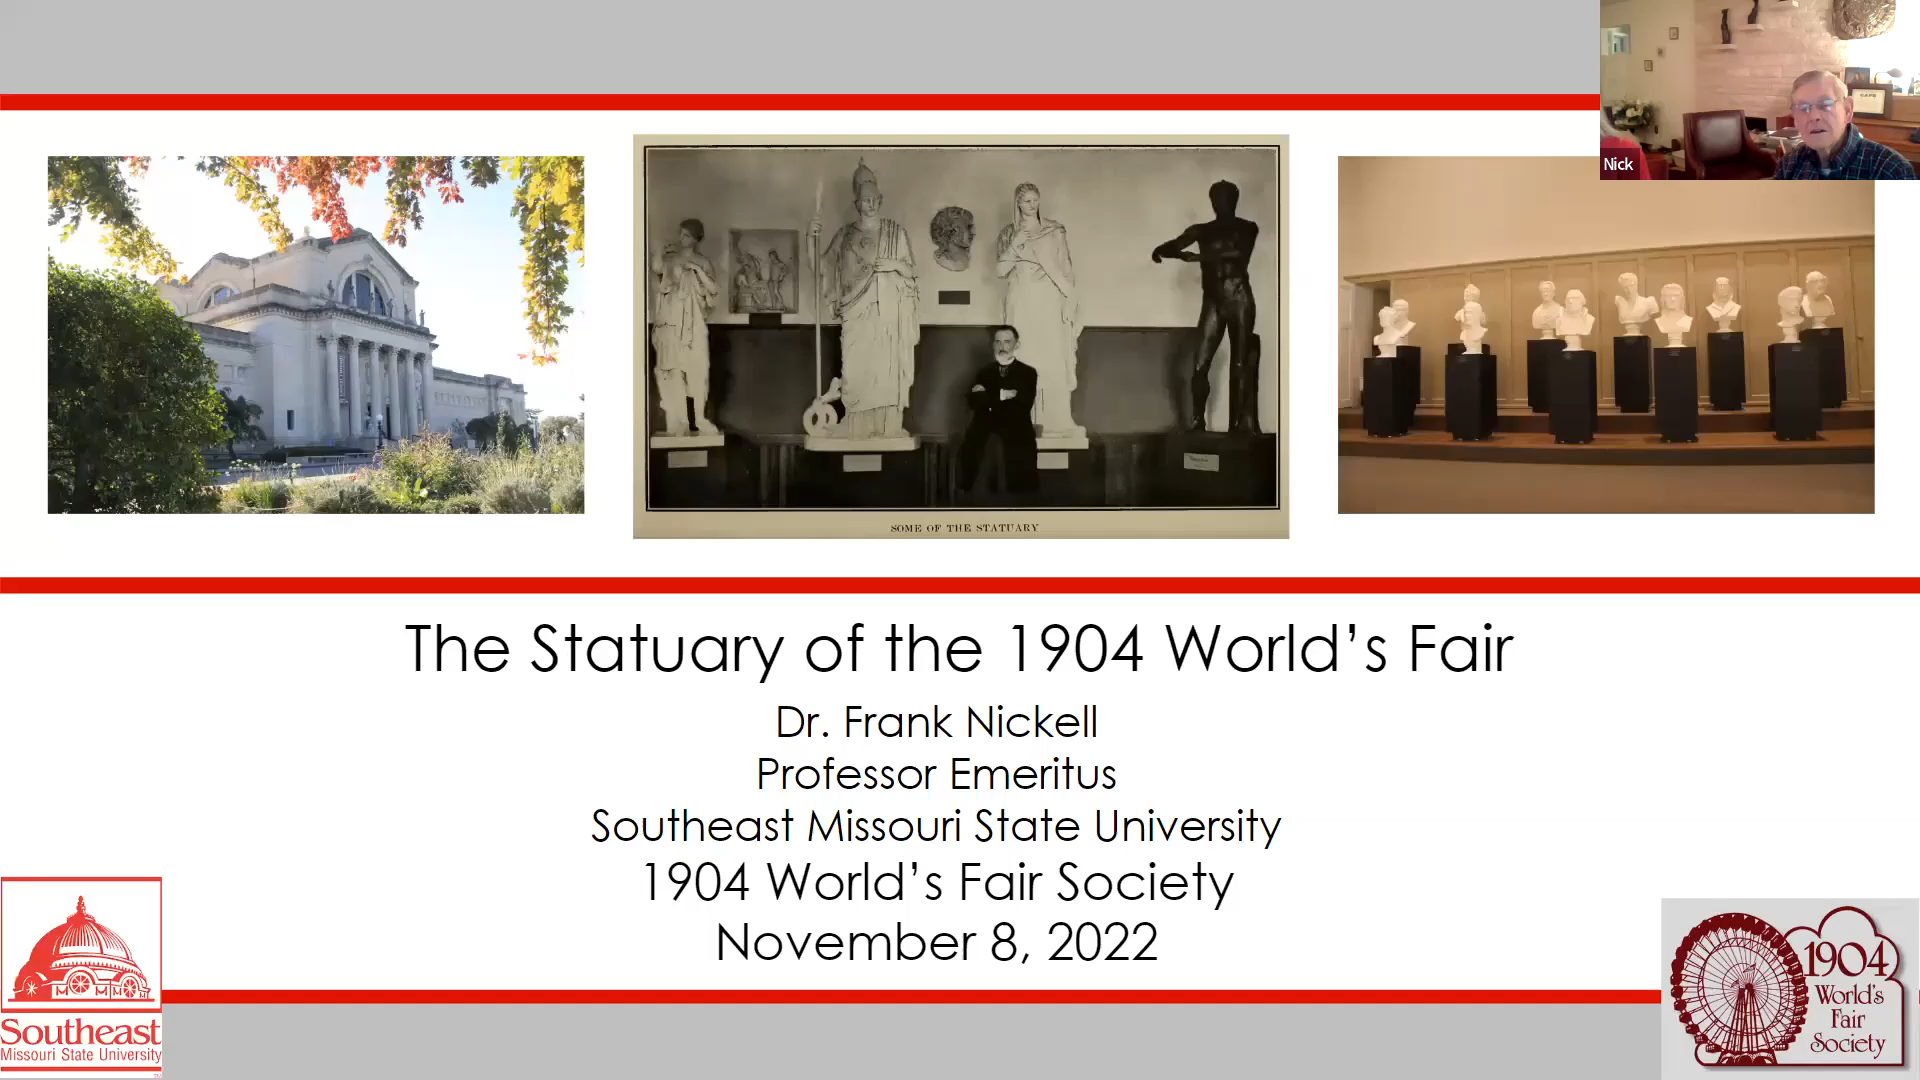 Nick
CAPE
SOME OF THE STATUARY
The Statuary of the 1904 World’s Fair
Dr. Frank Nickell
Professor Emeritus
Southeast Missouri State University
1904 World’s Fair Society
November 8, 2022
Southeast
Missouri State University
1904
World's
Fair
Society